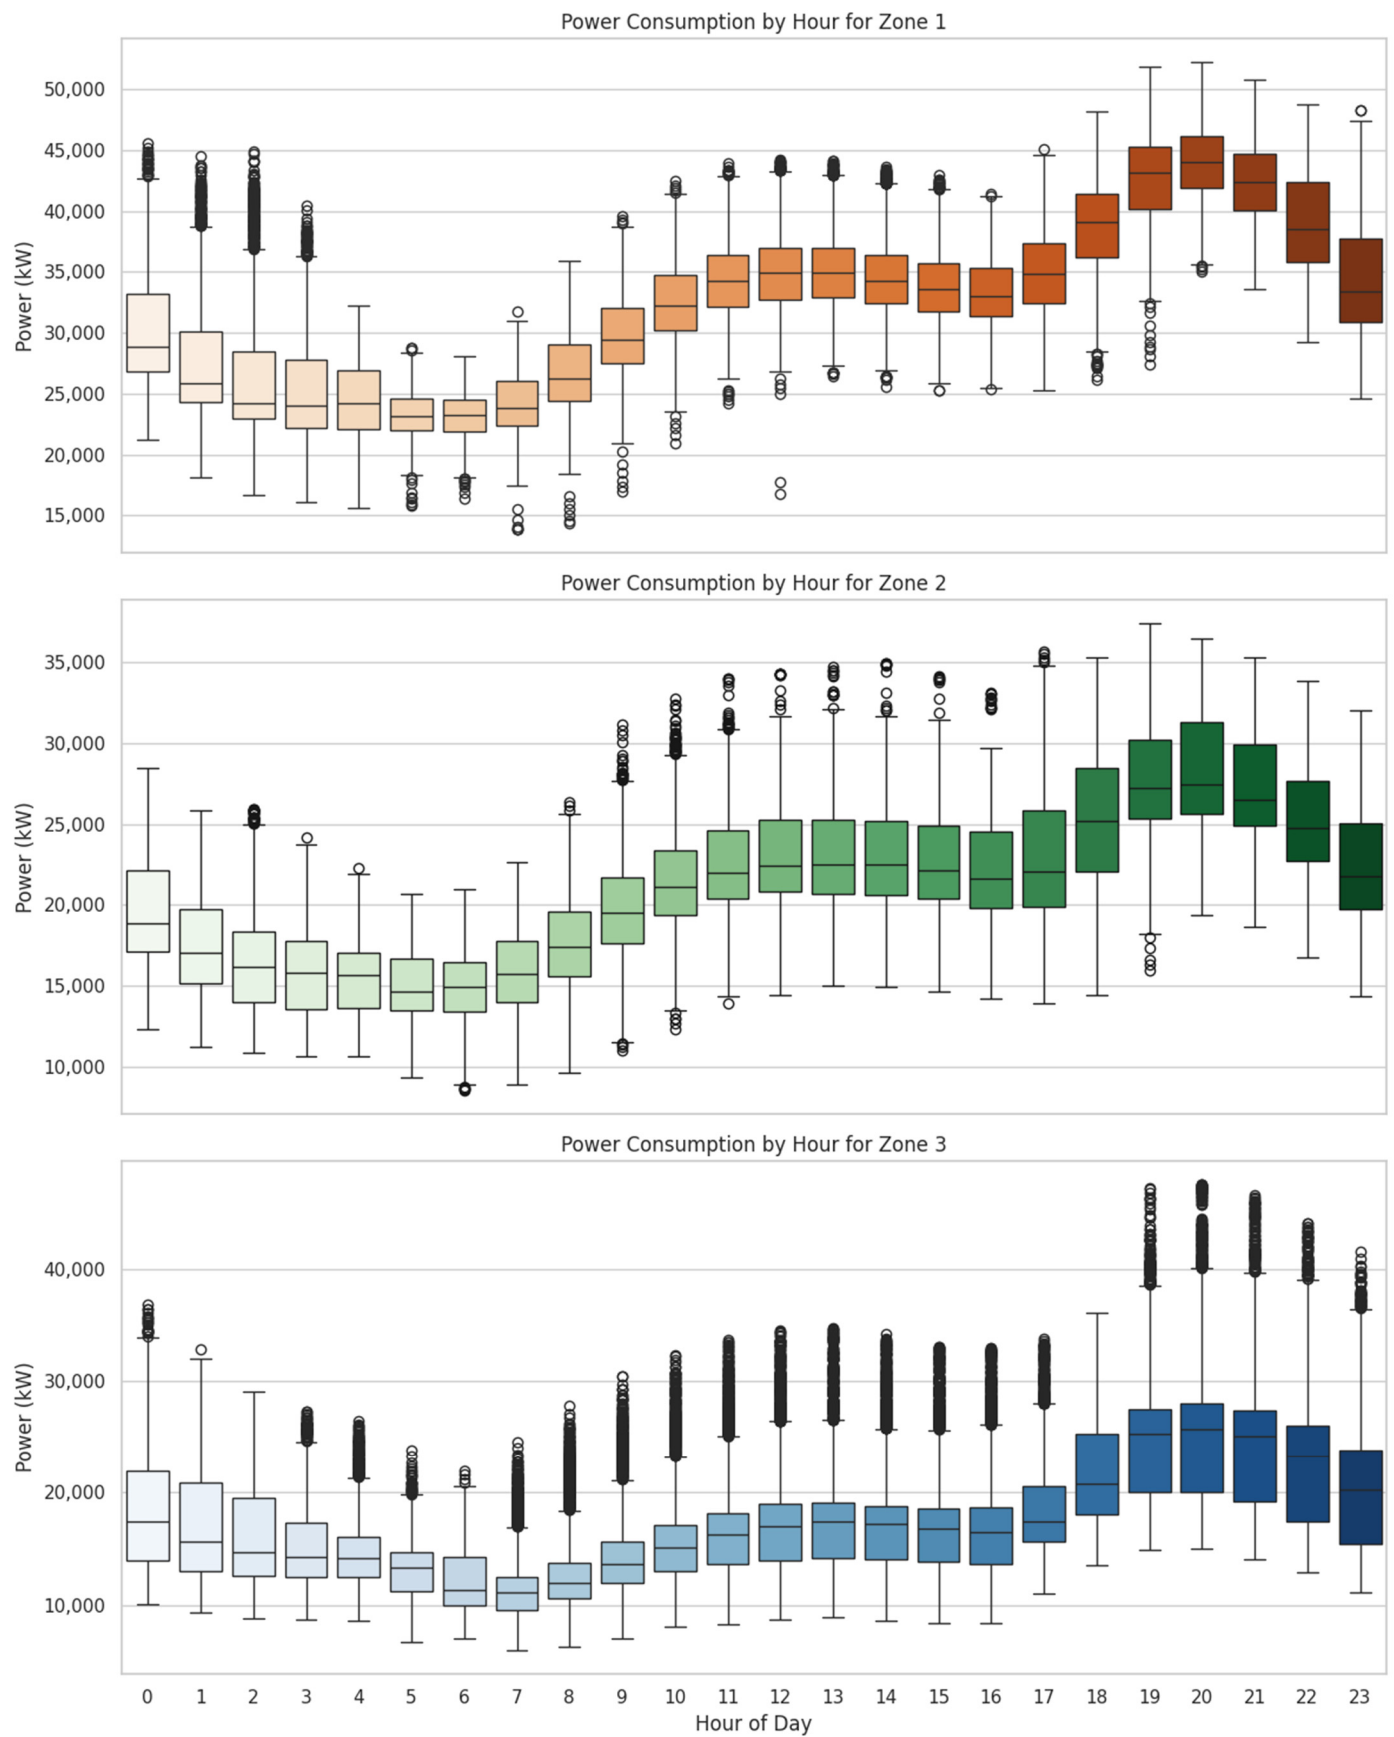 Power Consumption by Hour for Zone 1
Power (kW)
50,000
45,000
40,000
35,000
30,000
25,000
20,000
15,000
Power Consumption by Hour for Zone 2
Power (kW)
35,000
30,000
25,000
20,000
15,000
10,000
Power Consumption by Hour for Zone 3
Power (kW)
40,000
30,000
20,000
10,000
0 1 2 3 4 5 6 7 8 9 10 11 12 13 14 15 16 17 18 19 20 21 22 23
Hour of Day